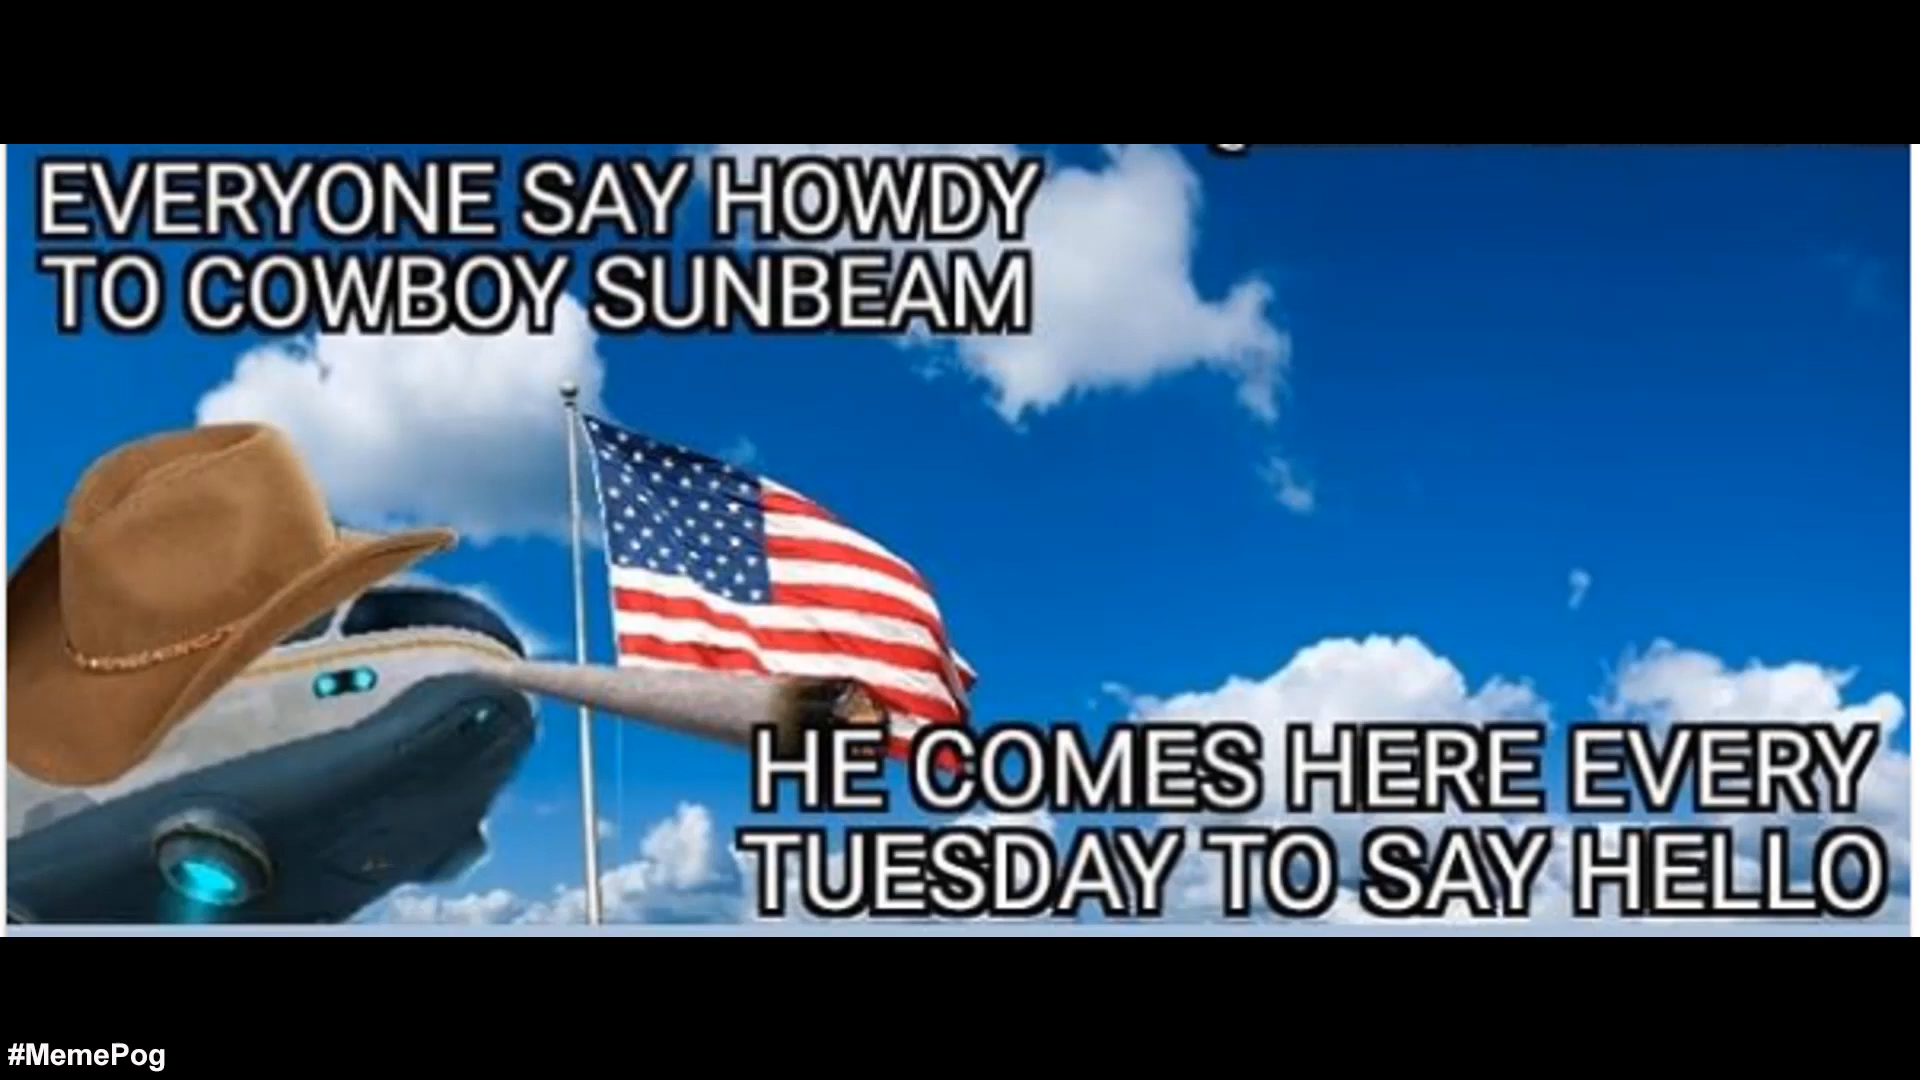 EVERYONE SAY HOWDY
TO COWBOY SUNBEAM
HE COMES HERE EVERY
TUESDAY TO SAY HELLO
#MemePog